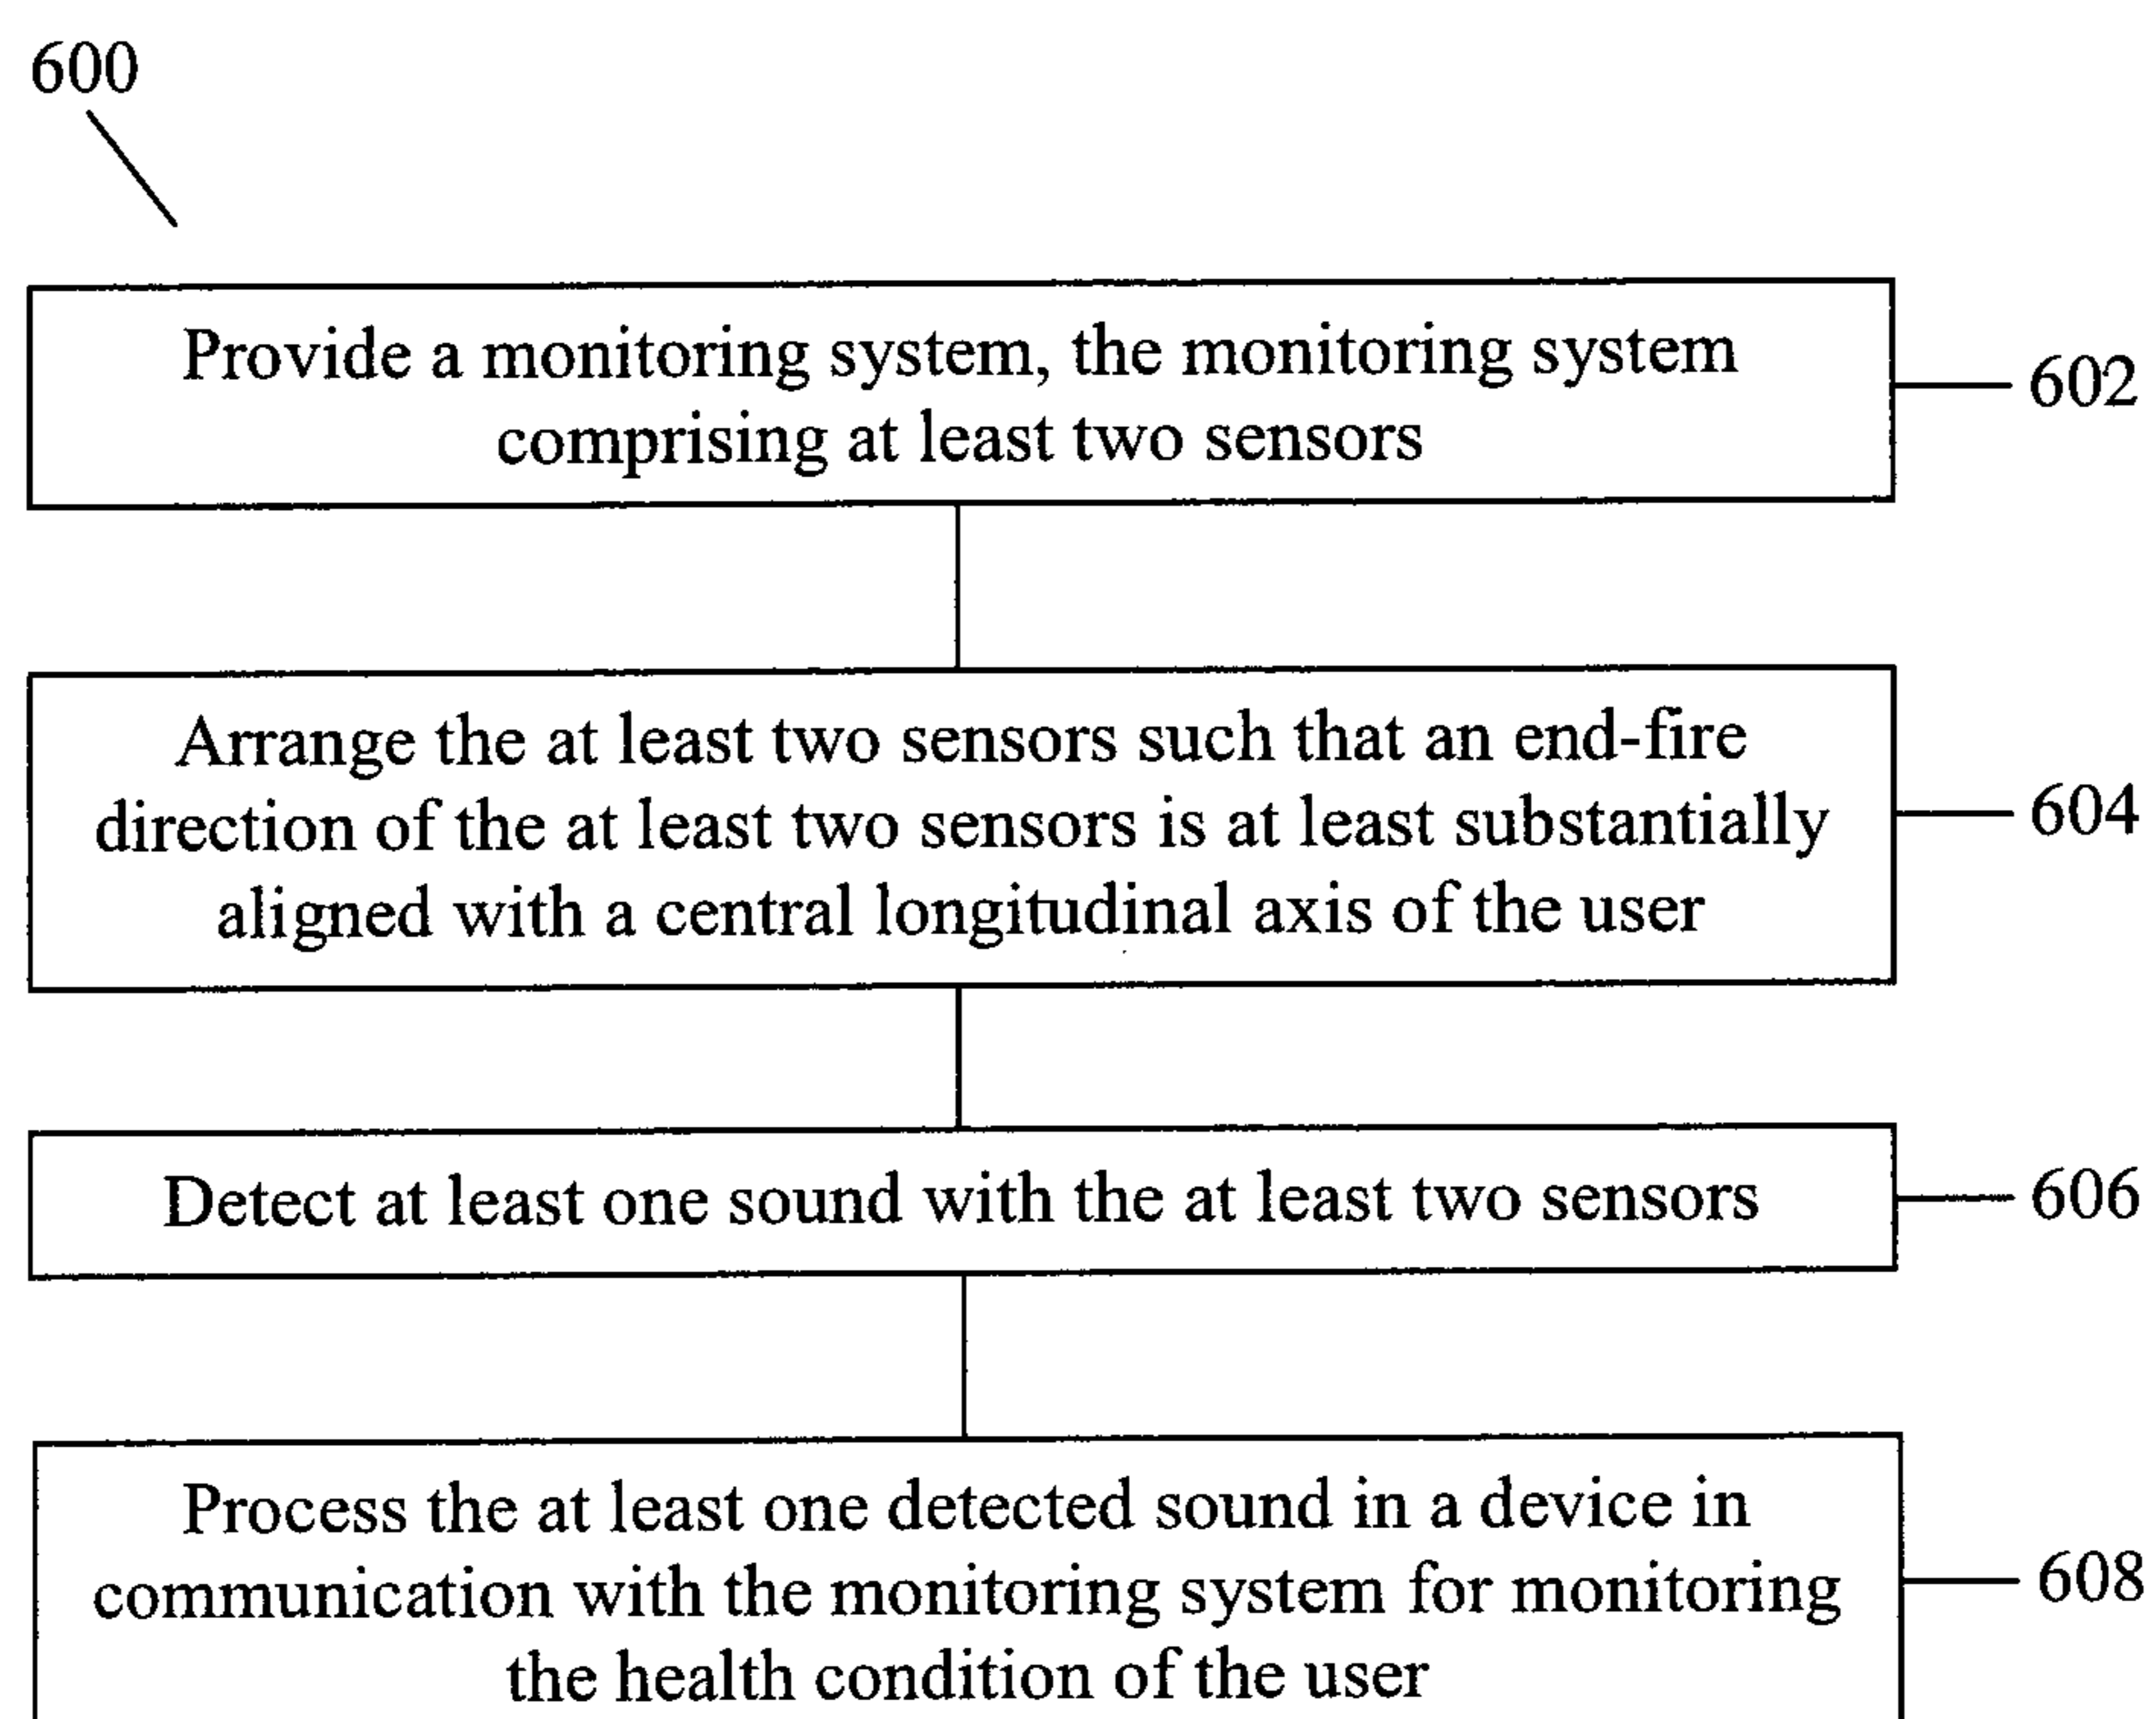 600
Provide a monitoring system, the monitoring system
comprising at least two sensors
602
Arrange the at least two sensors such that an end-fire
direction of the at least two sensors is at least substantially
aligned with a central longitudinal axis of the user
604
Detect at least one sound with the at least two sensors
606
Process the at least one detected sound in a device in
communication with the monitoring system for monitoring
the health condition of the user
608